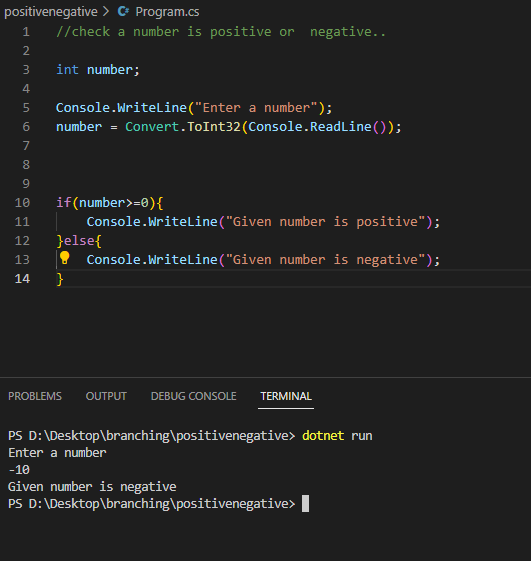 positivenegative > C# Program.cs
1 //check a number is positive or  negative..
2
3 int number;
4
5 Console.WriteLine("Enter a number");
6 number = Convert.ToInt32(Console.ReadLine());
7
8
9
10 if(number>=0){
11     Console.WriteLine("Given number is positive");
12 }else{
13     Console.WriteLine("Given number is negative");
14 }
PROBLEMS OUTPUT DEBUG CONSOLE TERMINAL
PS D:\Desktop\branching\positivenegative> dotnet run
Enter a number
-10
Given number is negative
PS D:\Desktop\branching\positivenegative>